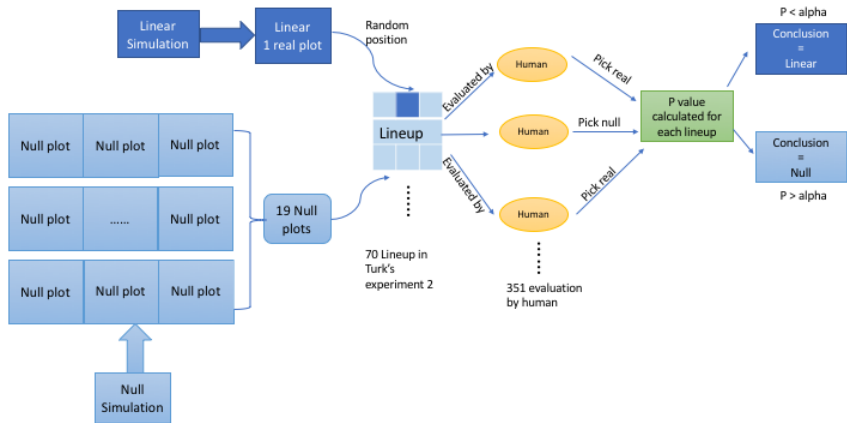 Linear
Simulation
Linear
1 real plot
Random
position
Null plot
Null plot
Null plot
Null plot
......
Null plot
Null plot
Null plot
Null plot
Null
Simulation
19 Null
plots
Lineup
70 Lineup in
Turk's
experiment 2
Evaluated by
Evaluated by
Human
Human
Human
351 evaluation
by human
Pick real
Pick null
Pick real
P value
calculated for
each lineup
P < alpha
Conclusion
=
Linear
Conclusion
=
Null
P > alpha